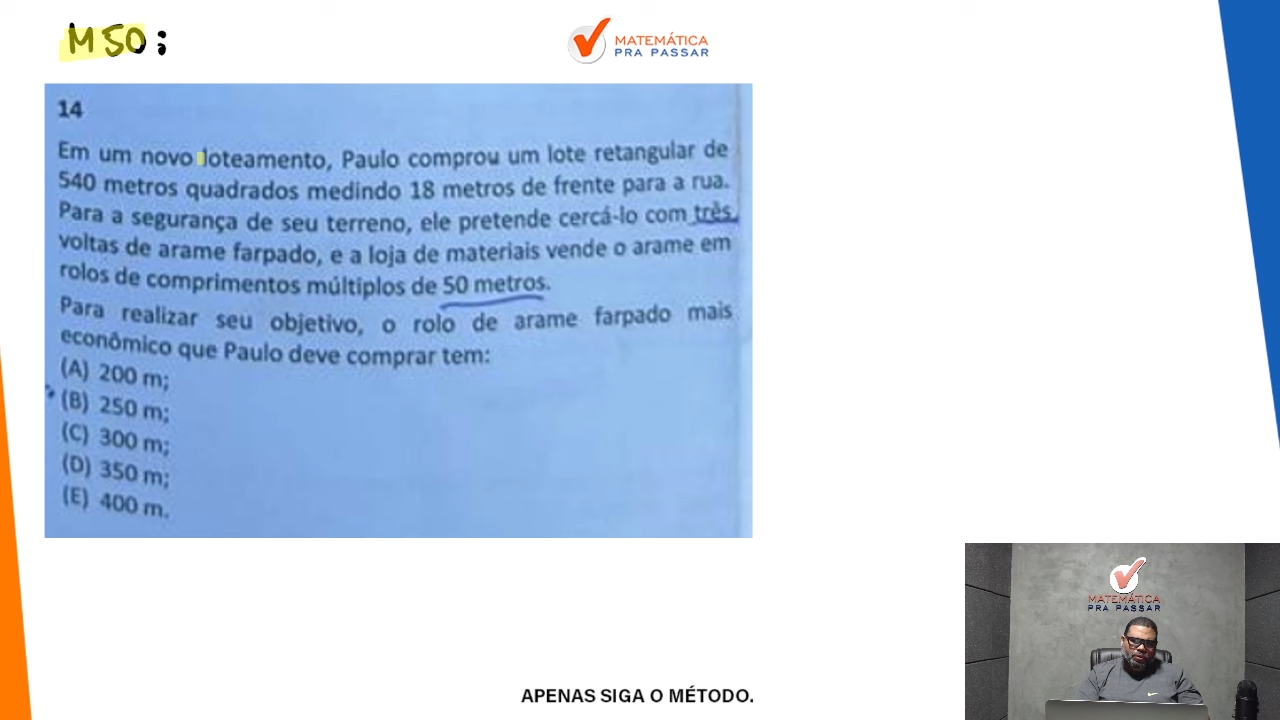 M50:
MATEMÁTICA
PRA PASSAR
14
Em um novo loteamento, Paulo comprou um lote retangular de
540 metros quadrados medindo 18 metros de frente para a rua.
Para a segurança de seu terreno, ele pretende cercá-lo com três
voltas de arame farpado, e a loja de materiais vende o arame em
rolos de comprimentos múltiplos de 50 metros.
Para realizar seu objetivo, o rolo de arame farpado mais
econômico que Paulo deve comprar tem:
(A) 200 m;
(B) 250 m;
(C) 300 m;
(D) 350 m;
(E) 400 m.
MATEMÁTICA
PRA PASSAR
APENAS SIGA O MÉTODO.